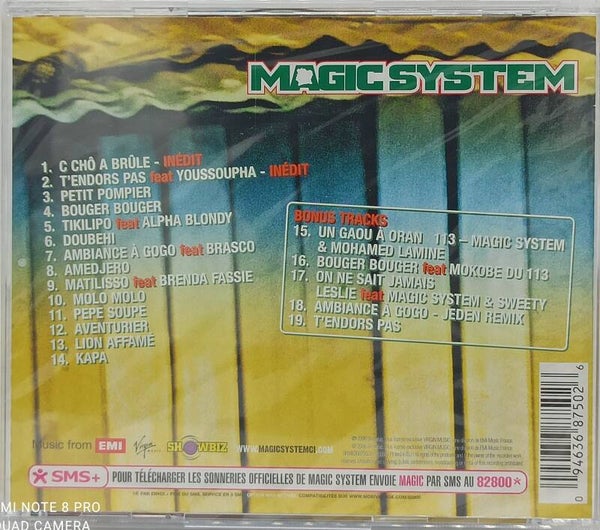 MAGIC SYSTEM
1. C CHÔ A BRÛLE - INÉDIT
2. T'ENDORS PAS feat YOUSSOUPHA - INÉDIT
3. PETIT POMPIER
4. BOUGER BOUGER
5. TIKILIPO feat ALPHA BLONDY
6. DOUBEHI
7. AMBIANCE À GOGO feat BRASCO
8. AMEDJERO
9. MATILISSO feat BRENDA FASSIE
10. MOLO MOLO
11. PEPE SOUPE
12. AVENTURIER
13. LION AFFAMÉ
14. KAPA
BONUS TRACKS
15. UN GAOU À ORAN 113 – MAGIC SYSTEM
& MOHAMED LAMINE
16. BOUGER BOUGER feat MOKOBE DU 113
17. ON NE SAIT JAMAIS
LESLIE feat MAGIC SYSTEM & SWEETY
18. AMBIANCE À GOGO - JEDEN REMIX
19. T'ENDORS PAS
Music from EMI Virgin SHOWBIZ WWW.MAGICSYSTEMCI.COM
0 94636 87502 6
SMS+ POUR TÉLÉCHARGER LES SONNERIES OFFICIELLES DE MAGIC SYSTEM ENVOIE MAGIC PAR SMS AU 82800*
MI NOTE 8 PRO
QUAD CAMERA